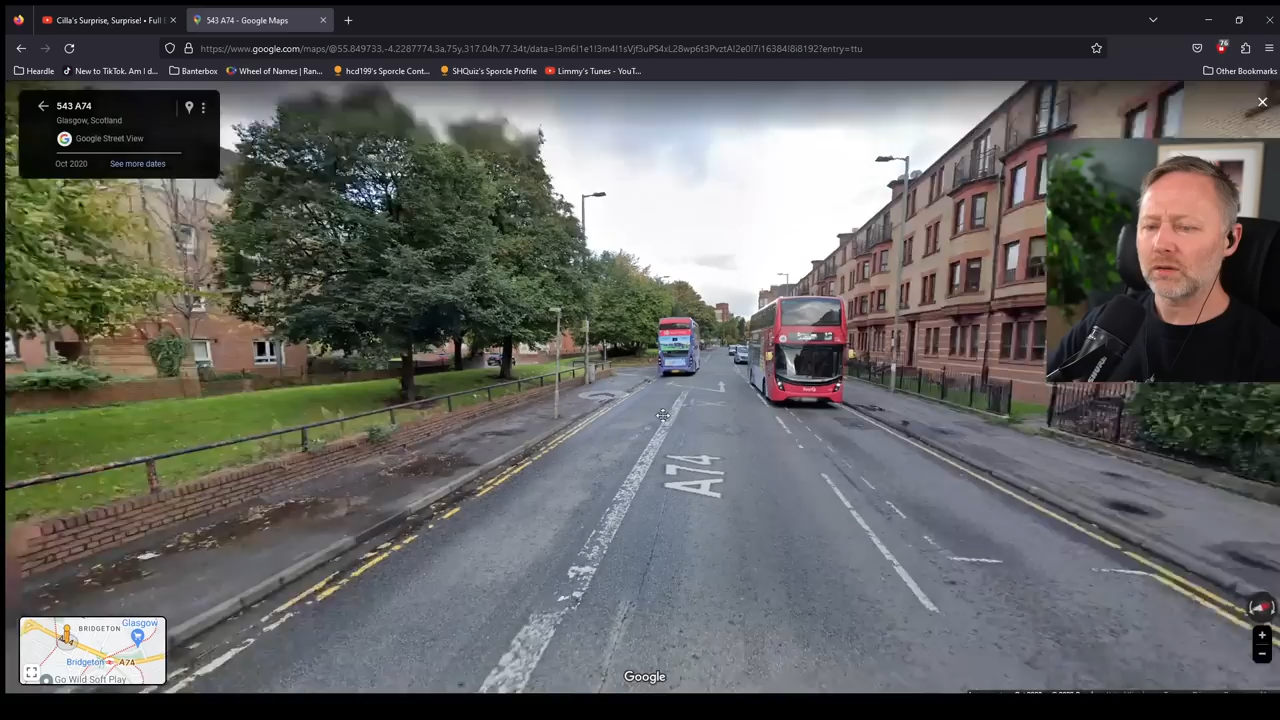 Cilla's Surprise, Surprise! • Full E
543 A74 - Google Maps
https://www.google.com/maps/@55.849733,-4.2287774,3a,75y,317.04h,77.34t/data=!3m6!1e1!3m4!1sVjf3uPS4xL28wp6t3PvztA!2e0!7i16384!8i8192?entry=ttu
76
Heardle
New to TikTok, Am I d...
Banterbox
Wheel of Names | Ran...
hcd199's Sporcle Cont...
SHQuiz's Sporcle Profile
Limmy's Tunes - YouT...
Other Bookmarks
543 A74
Glasgow, Scotland
Google Street View
Oct 2020
See more dates
A74
BRIDGETON
Glasgow
Bridgeton
A74
Go Wild Soft Play
Google